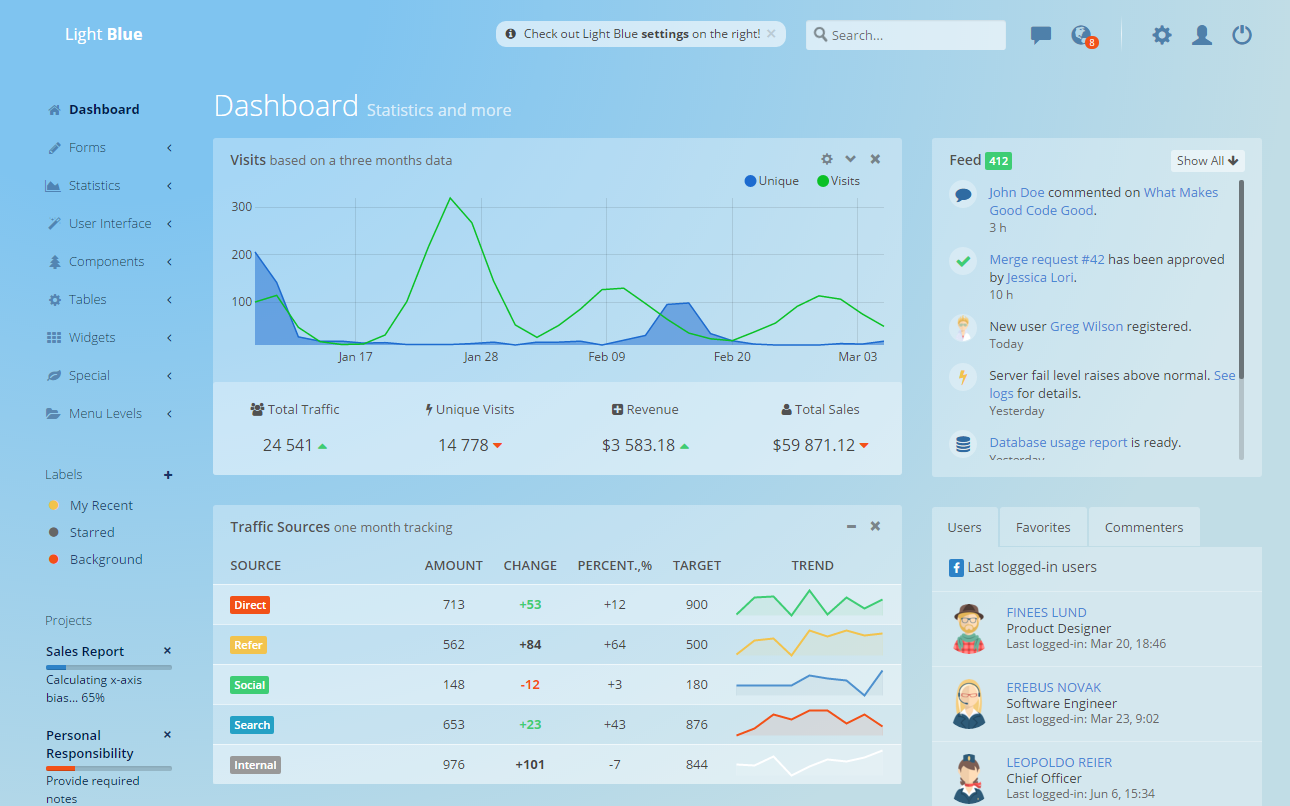 Light Blue
Check out Light Blue settings on the right! ×
Search...
8
Dashboard
Forms
Statistics
User Interface
Components
Tables
Widgets
Special
Menu Levels
Labels +
My Recent
Starred
Background
Projects
Sales Report ×
Calculating x-axis
bias... 65%
Personal ×
Responsibility
Provide required
notes
Dashboard Statistics and more
Visits based on a three months data
Unique Visits
300
200
100
Jan 17 Jan 28 Feb 09 Feb 20 Mar 03
Total Traffic Unique Visits Revenue Total Sales
24 541 14 778 $3 583.18 $59 871.12
Traffic Sources one month tracking
SOURCE AMOUNT CHANGE PERCENT.,% TARGET TREND
Direct 713 +53 +12 900
Refer 562 +84 +64 500
Social 148 -12 +3 180
Search 653 +23 +43 876
Internal 976 +101 -7 844
Feed 412 Show All
John Doe commented on What Makes
Good Code Good.
3 h
Merge request #42 has been approved
by Jessica Lori.
10 h
New user Greg Wilson registered.
Today
Server fail level raises above normal. See
logs for details.
Yesterday
Database usage report is ready.
Yesterday
Users Favorites Commenters
Last logged-in users
FINEES LUND
Product Designer
Last logged-in: Mar 20, 18:46
EREBUS NOVAK
Software Engineer
Last logged-in: Mar 23, 9:02
LEOPOLDO REIER
Chief Officer
Last logged-in: Jun 6, 15:34